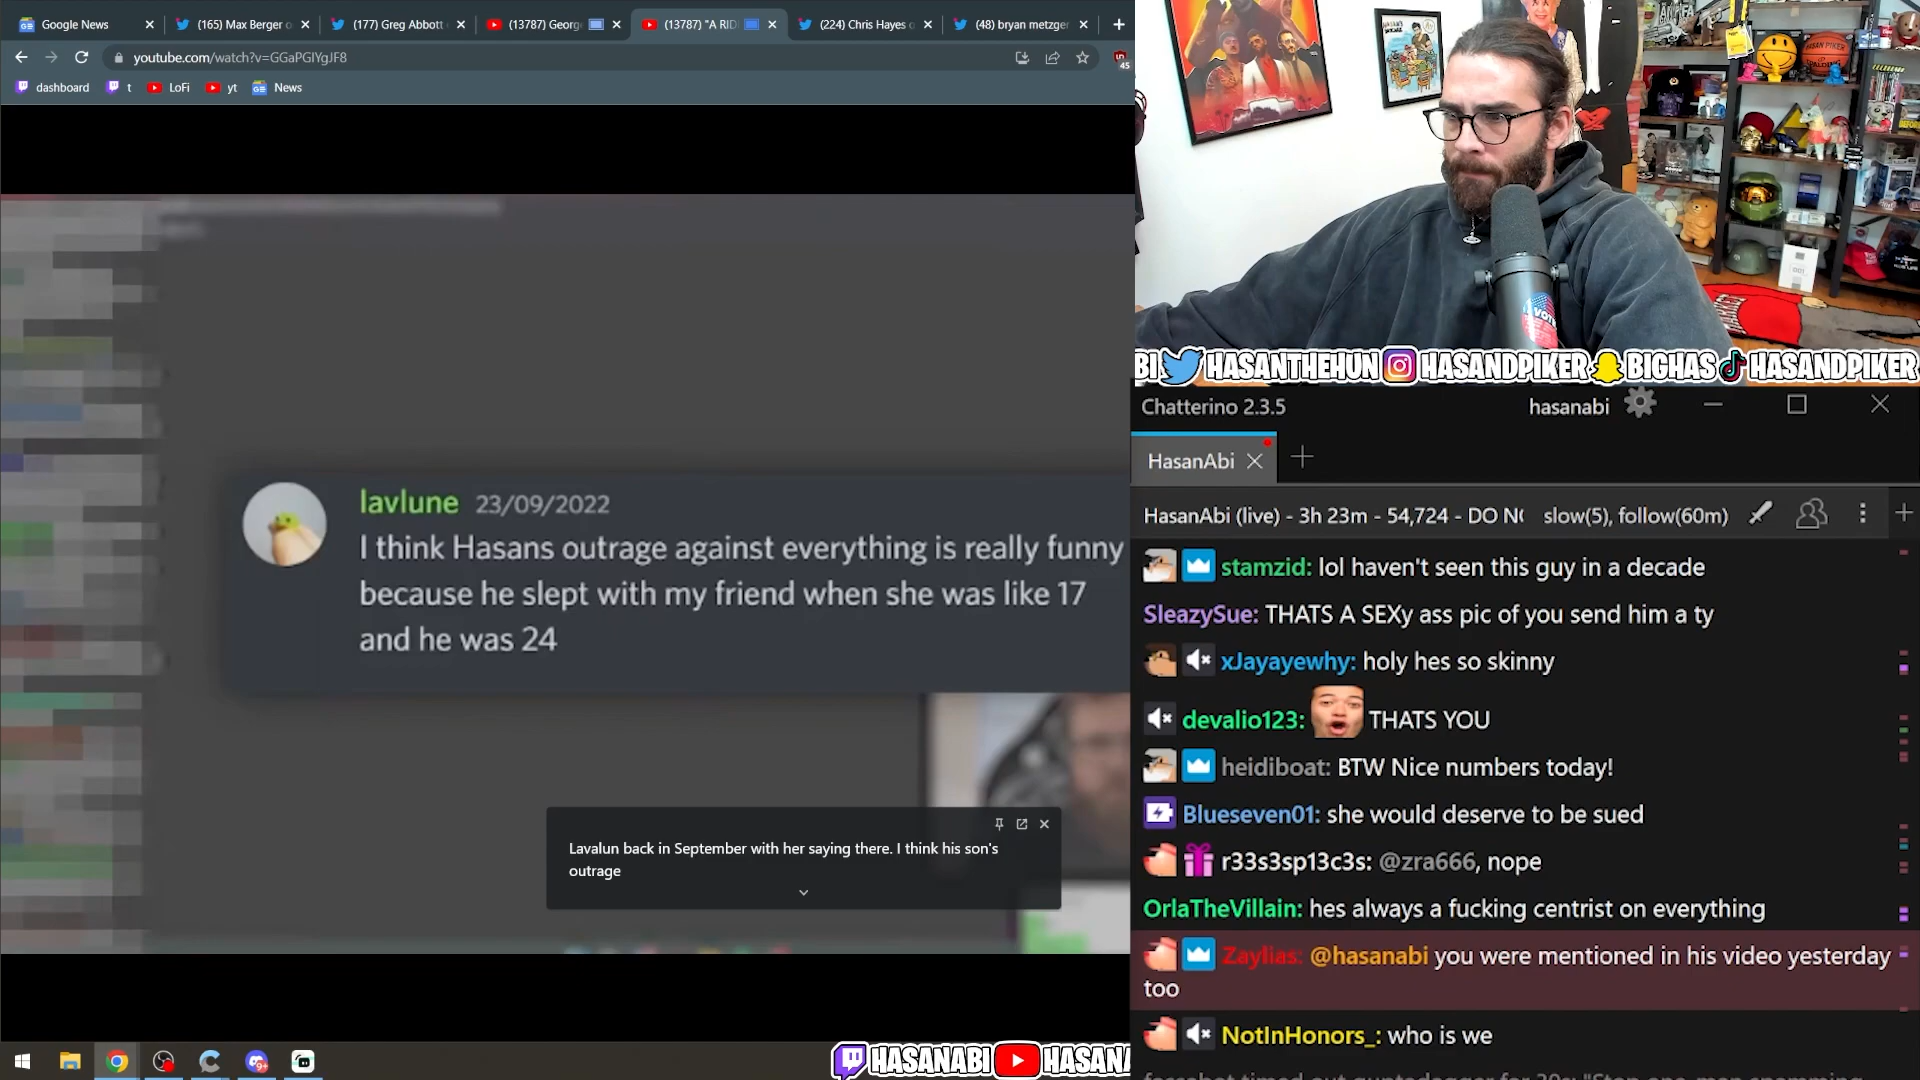 Google News
(165) Max Berger o
(177) Greg Abbott
(13787) George
(13787) "A RID
(224) Chris Hayes o
(48) bryan metzger
youtube.com/watch?v=GGaPGlYgJF8
45
dashboard
t
LoFi
yt
News
lavlune 23/09/2022
I think Hasans outrage against everything is really funny
because he slept with my friend when she was like 17
and he was 24
Lavalun back in September with her saying there. I think his son's
outrage
HASANABI
HASANA
BI HASANTHEHUN HASANDPIKER BIGHAS HASANDPIKER
Chatterino 2.3.5
hasanabi
HasanAbi
HasanAbi (live) - 3h 23m - 54,724 - DO N
slow(5), follow(60m)
stamzid: lol haven't seen this guy in a decade
SleazySue: THATS A SEXy ass pic of you send him a ty
xJayayewhy: holy hes so skinny
devalio123: THATS YOU
heidiboat: BTW Nice numbers today!
Blueseven01: she would deserve to be sued
r33s3sp13c3s: @zra666, nope
OrlaTheVillain: hes always a fucking centrist on everything
Zaylias: @hasanabi you were mentioned in his video yesterday
too
NotInHonors_: who is we